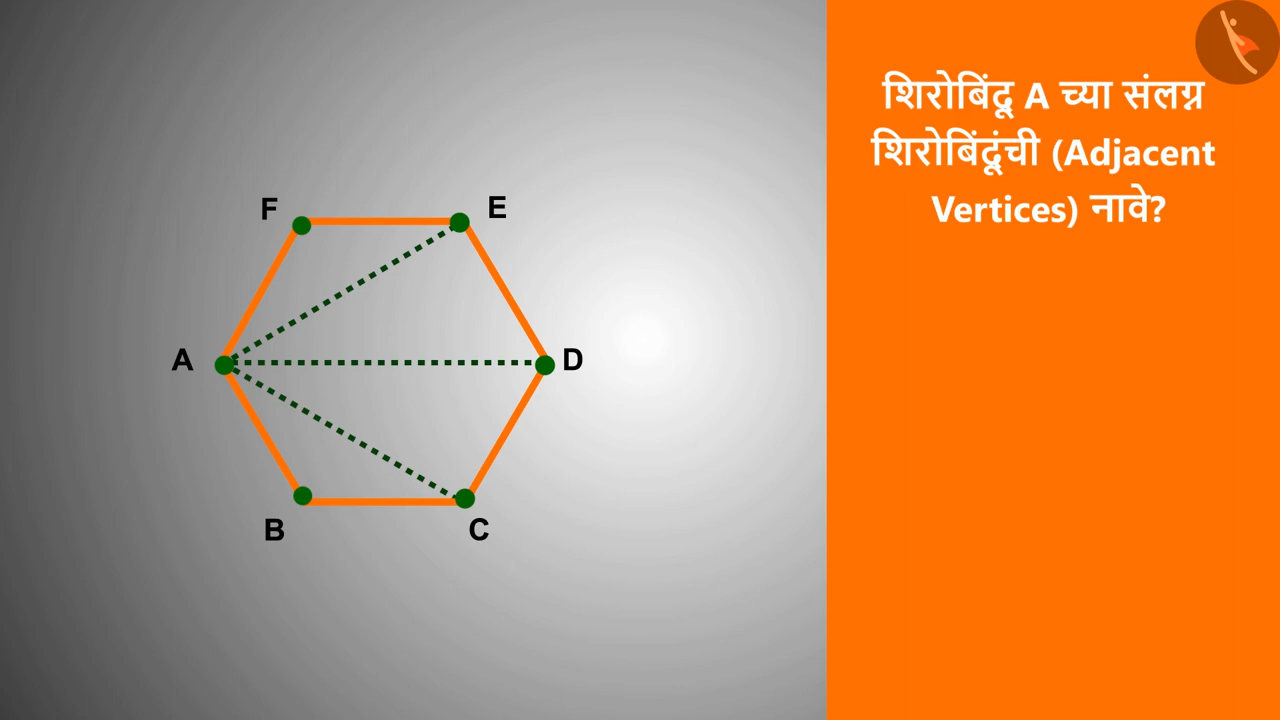 शिरोबिंदू A च्या संलग्न
शिरोबिंदूंची (Adjacent
Vertices) नावे?
F
E
A
D
B
C